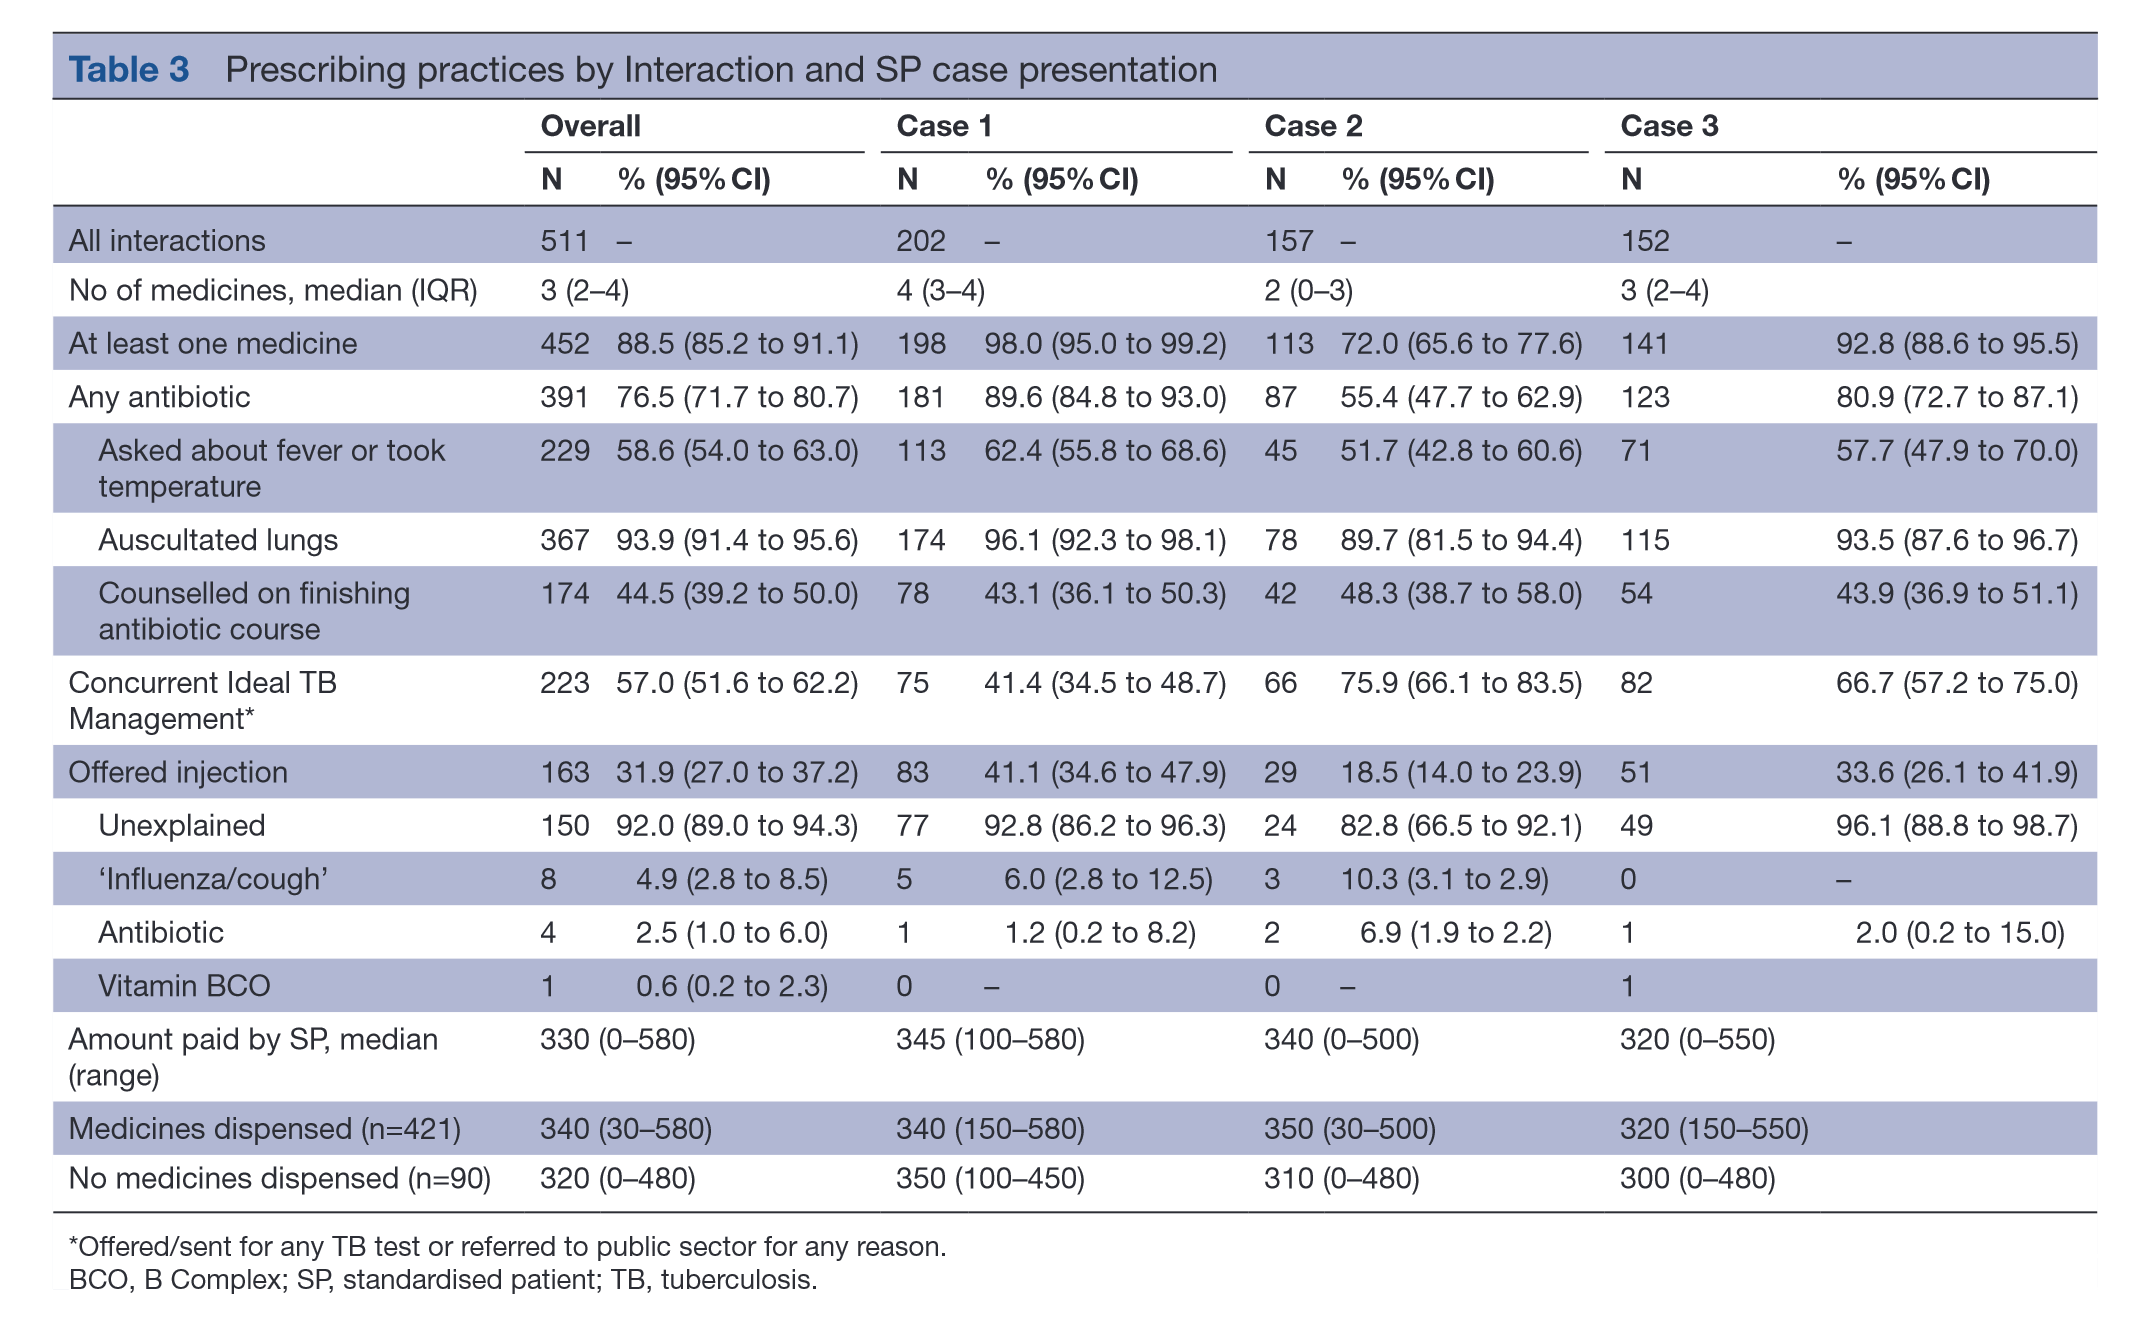 Table 3 Prescribing practices by Interaction and SP case presentation
Overall Case 1 Case 2 Case 3
N % (95% CI) N % (95% CI) N % (95% CI) N % (95% CI)
All interactions 511 – 202 – 157 – 152 –
No of medicines, median (IQR) 3 (2–4) 4 (3–4) 2 (0–3) 3 (2–4)
At least one medicine 452 88.5 (85.2 to 91.1) 198 98.0 (95.0 to 99.2) 113 72.0 (65.6 to 77.6) 141 92.8 (88.6 to 95.5)
Any antibiotic 391 76.5 (71.7 to 80.7) 181 89.6 (84.8 to 93.0) 87 55.4 (47.7 to 62.9) 123 80.9 (72.7 to 87.1)
Asked about fever or took 229 58.6 (54.0 to 63.0) 113 62.4 (55.8 to 68.6) 45 51.7 (42.8 to 60.6) 71 57.7 (47.9 to 70.0)
temperature
Auscultated lungs 367 93.9 (91.4 to 95.6) 174 96.1 (92.3 to 98.1) 78 89.7 (81.5 to 94.4) 115 93.5 (87.6 to 96.7)
Counselled on finishing 174 44.5 (39.2 to 50.0) 78 43.1 (36.1 to 50.3) 42 48.3 (38.7 to 58.0) 54 43.9 (36.9 to 51.1)
antibiotic course
Concurrent Ideal TB 223 57.0 (51.6 to 62.2) 75 41.4 (34.5 to 48.7) 66 75.9 (66.1 to 83.5) 82 66.7 (57.2 to 75.0)
Management*
Offered injection 163 31.9 (27.0 to 37.2) 83 41.1 (34.6 to 47.9) 29 18.5 (14.0 to 23.9) 51 33.6 (26.1 to 41.9)
Unexplained 150 92.0 (89.0 to 94.3) 77 92.8 (86.2 to 96.3) 24 82.8 (66.5 to 92.1) 49 96.1 (88.8 to 98.7)
‘Influenza/cough’ 8 4.9 (2.8 to 8.5) 5 6.0 (2.8 to 12.5) 3 10.3 (3.1 to 2.9) 0 –
Antibiotic 4 2.5 (1.0 to 6.0) 1 1.2 (0.2 to 8.2) 2 6.9 (1.9 to 2.2) 1 2.0 (0.2 to 15.0)
Vitamin BCO 1 0.6 (0.2 to 2.3) 0 – 0 – 1
Amount paid by SP, median 330 (0–580) 345 (100–580) 340 (0–500) 320 (0–550)
(range)
Medicines dispensed (n=421) 340 (30–580) 340 (150–580) 350 (30–500) 320 (150–550)
No medicines dispensed (n=90) 320 (0–480) 350 (100–450) 310 (0–480) 300 (0–480)
*Offered/sent for any TB test or referred to public sector for any reason.
BCO, B Complex; SP, standardised patient; TB, tuberculosis.